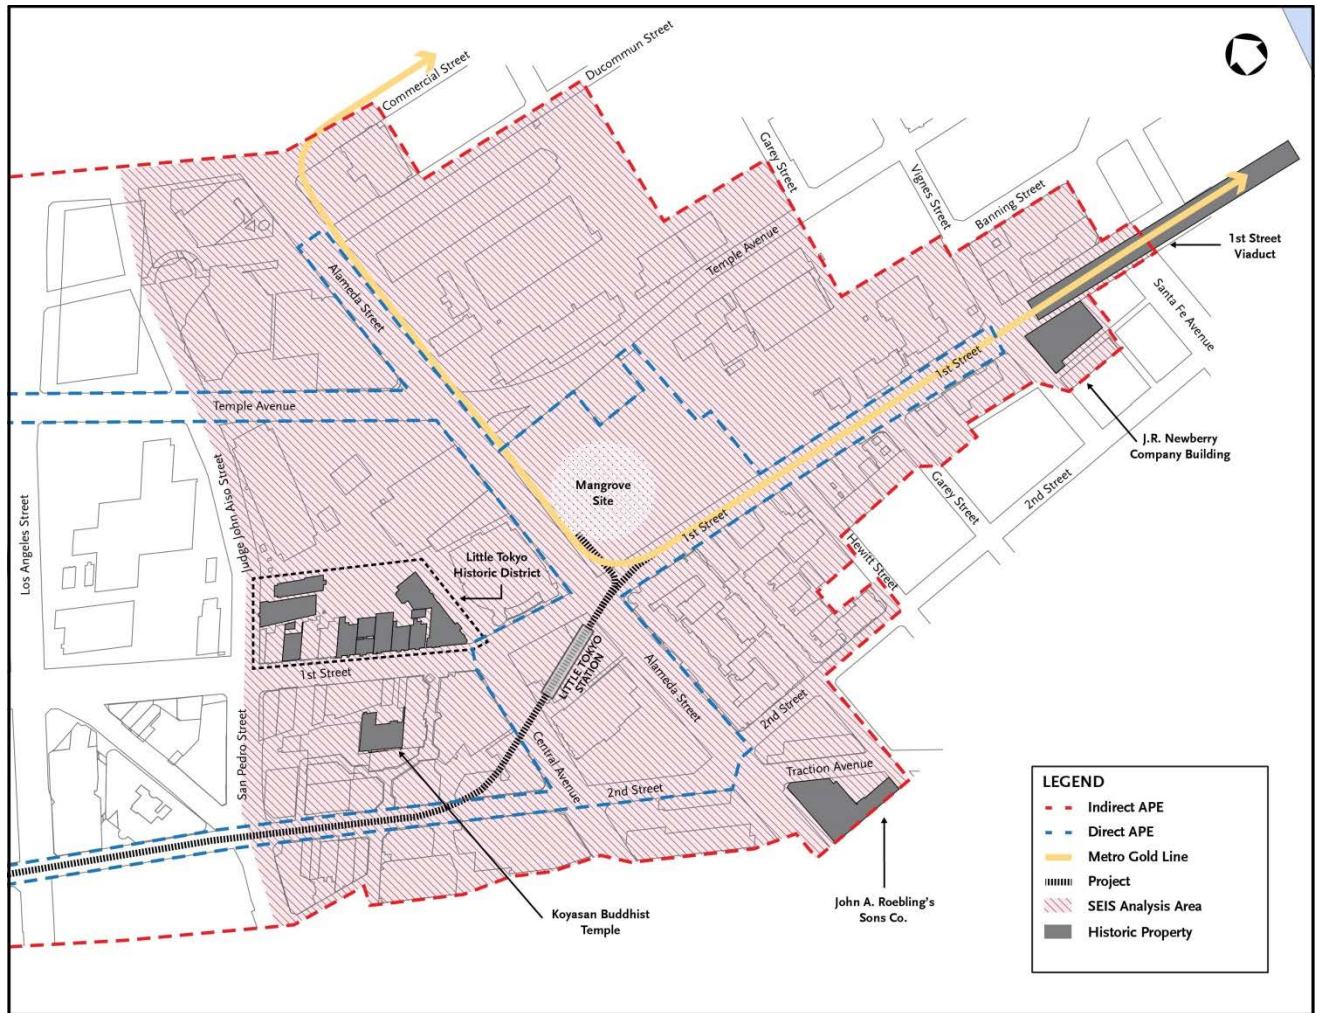 Commercial Street
Ducommun Street
Garey Street
Vignes Street
Banning Street
Temple Avenue
1st Street
Viaduct
Santa Fe Avenue
Alameda Street
1st Street
Temple Avenue
J.R. Newberry
Company Building
Mangrove
Site
Judge John Aiso Street
Los Angeles Street
1st Street
Garey Street
2nd Street
Hewitt Street
Little Tokyo
Historic District
LITTLE TOKYO
STATION
1st Street
Alameda Street
2nd Street
San Pedro Street
Central Avenue
Traction Avenue
2nd Street
Koyasan Buddhist
Temple
John A. Roebling's
Sons Co.
LEGEND
Indirect APE
Direct APE
Metro Gold Line
Project
SEIS Analysis Area
Historic Property